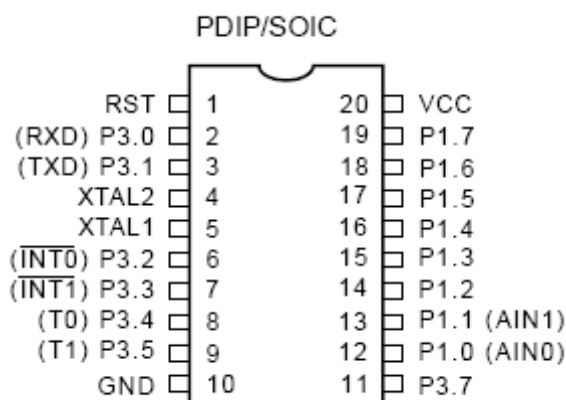 PDIP/SOIC
RST 1 20 VCC
(RXD) P3.0 2 19 P1.7
(TXD) P3.1 3 18 P1.6
XTAL2 4 17 P1.5
XTAL1 5 16 P1.4
(INT0) P3.2 6 15 P1.3
(INT1) P3.3 7 14 P1.2
(T0) P3.4 8 13 P1.1 (AIN1)
(T1) P3.5 9 12 P1.0 (AIN0)
GND 10 11 P3.7